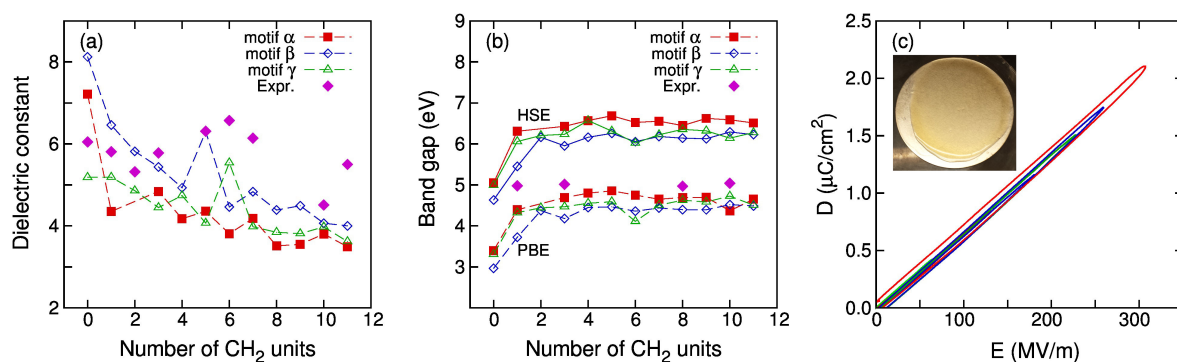 (a)
motif α
motif β
motif γ
Expr.
8
6
4
2
Dielectric constant
0 2 4 6 8 10 12
Number of CH₂ units
(b)
motif α
motif β
motif γ
Expr.
HSE
PBE
9
8
7
6
5
4
3
Band gap (eV)
0 2 4 6 8 10 12
Number of CH₂ units
(c)
2.5
2.0
1.5
1.0
0.5
0.0
D (μC/cm²)
0 100 200 300
E (MV/m)